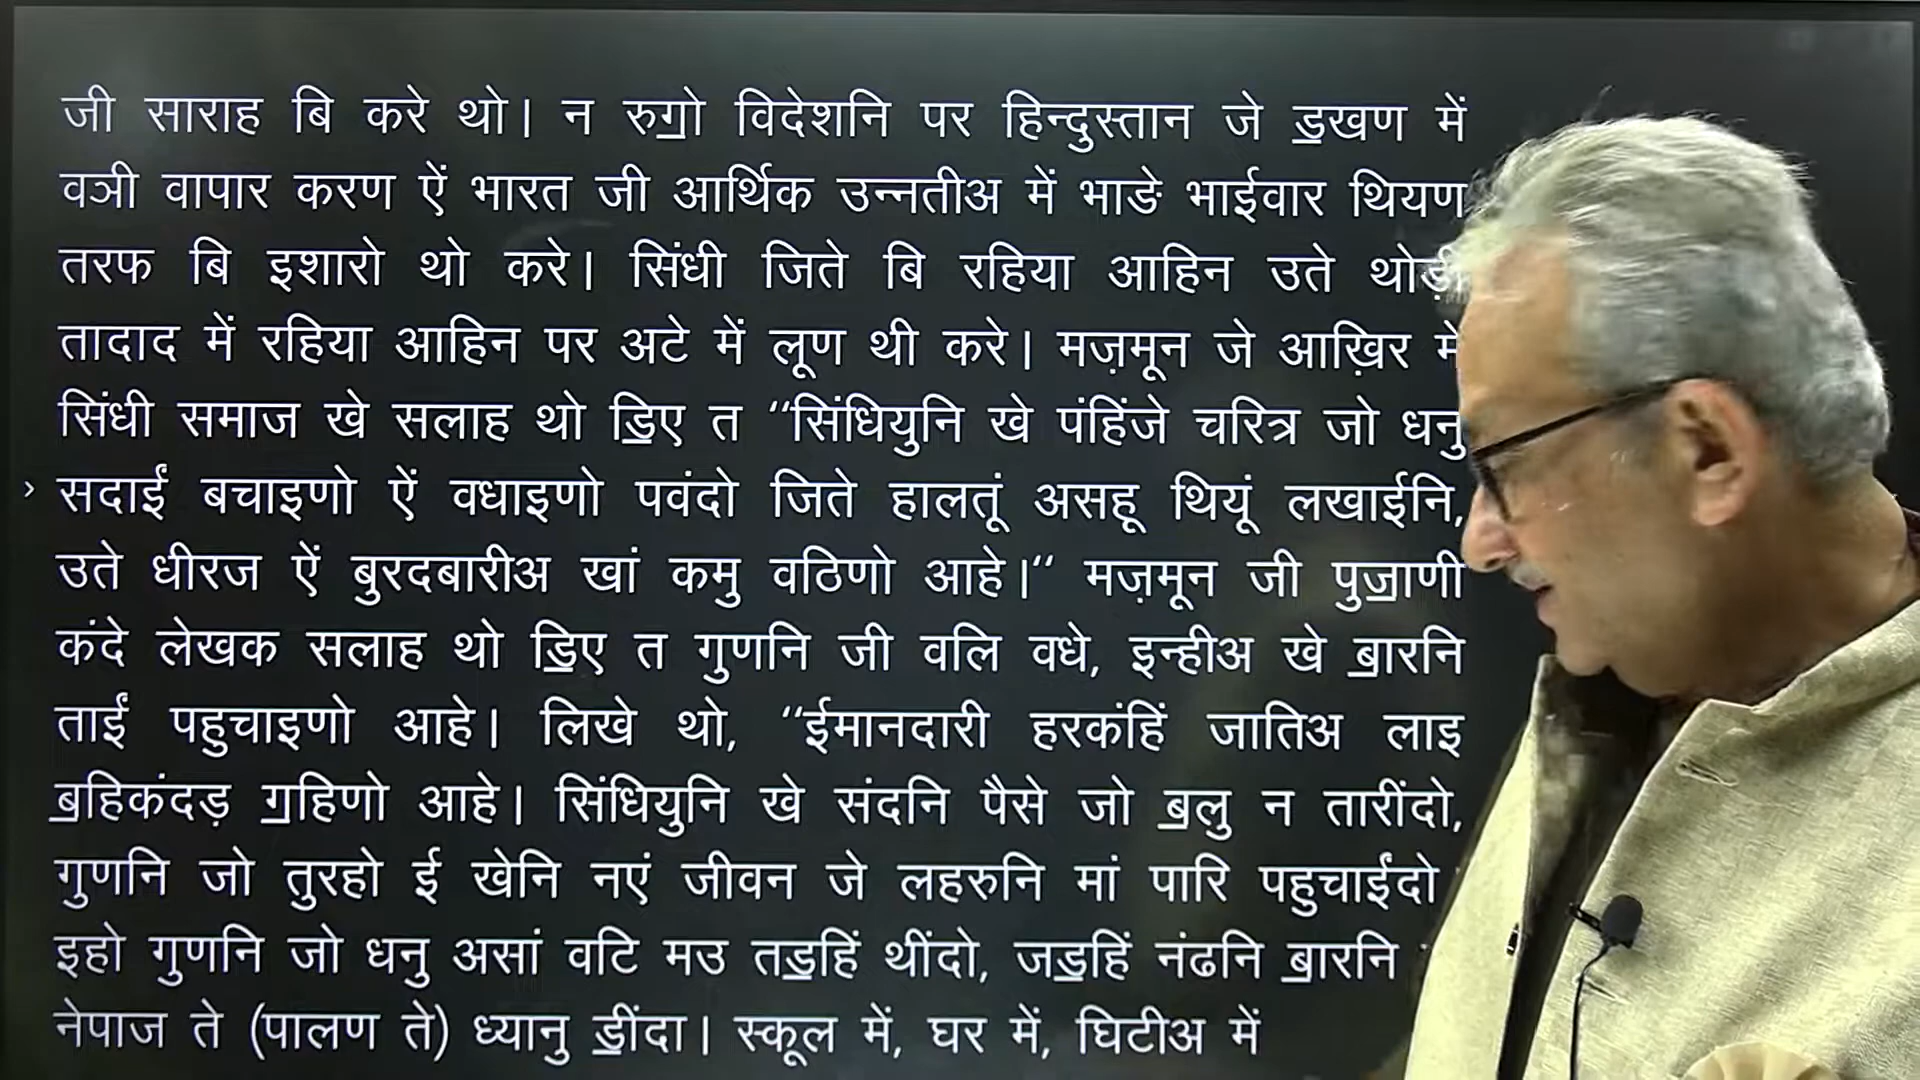 जी साराह बि करे थो। न रुॻो विदेशनि पर हिन्दुस्तान जे ॾखण में
वञी वापार करण ऐं भारत जी आर्थिक उन्नतीअ में भाङे भाईवार थियण
तरफ बि इशारो थो करे। सिंधी जिते बि रहिया आहिन उते थोड़ी
तादाद में रहिया आहिन पर अटे में लूण थी करे। मज़मून जे आख़िर में
सिंधी समाज खे सलाह थो ॾिए त “सिंधियुनि खे पंहिंजे चरित्र जो धनु
सदाईं बचाइणो ऐं वधाइणो पवंदो जिते हालतूं असहू थियूं लखाईनि,
उते धीरज ऐं बुरदबारीअ खां कमु वठिणो आहे।“ मज़मून जी पुॼाणी
कंदे लेखक सलाह थो ॾिए त गुणनि जी वलि वधे, इन्हीअ खे ॿारनि
ताईं पहुचाइणो आहे। लिखे थो, “ईमानदारी हरकंहिं जातिअ लाइ
ॿहिकंदड़ ॻहिणो आहे। सिंधियुनि खे संदनि पैसे जो ॿलु न तारींदो,
गुणनि जो तुरहो ई खेनि नएं जीवन जे लहरुनि मां पारि पहुचाईंदो
इहो गुणनि जो धनु असां वटि मउ तॾहिं थींदो, जॾहिं नंढनि ॿारनि
नेपाज ते (पालण ते) ध्यानु ॾींदा। स्कूल में, घर में, घिटीअ में